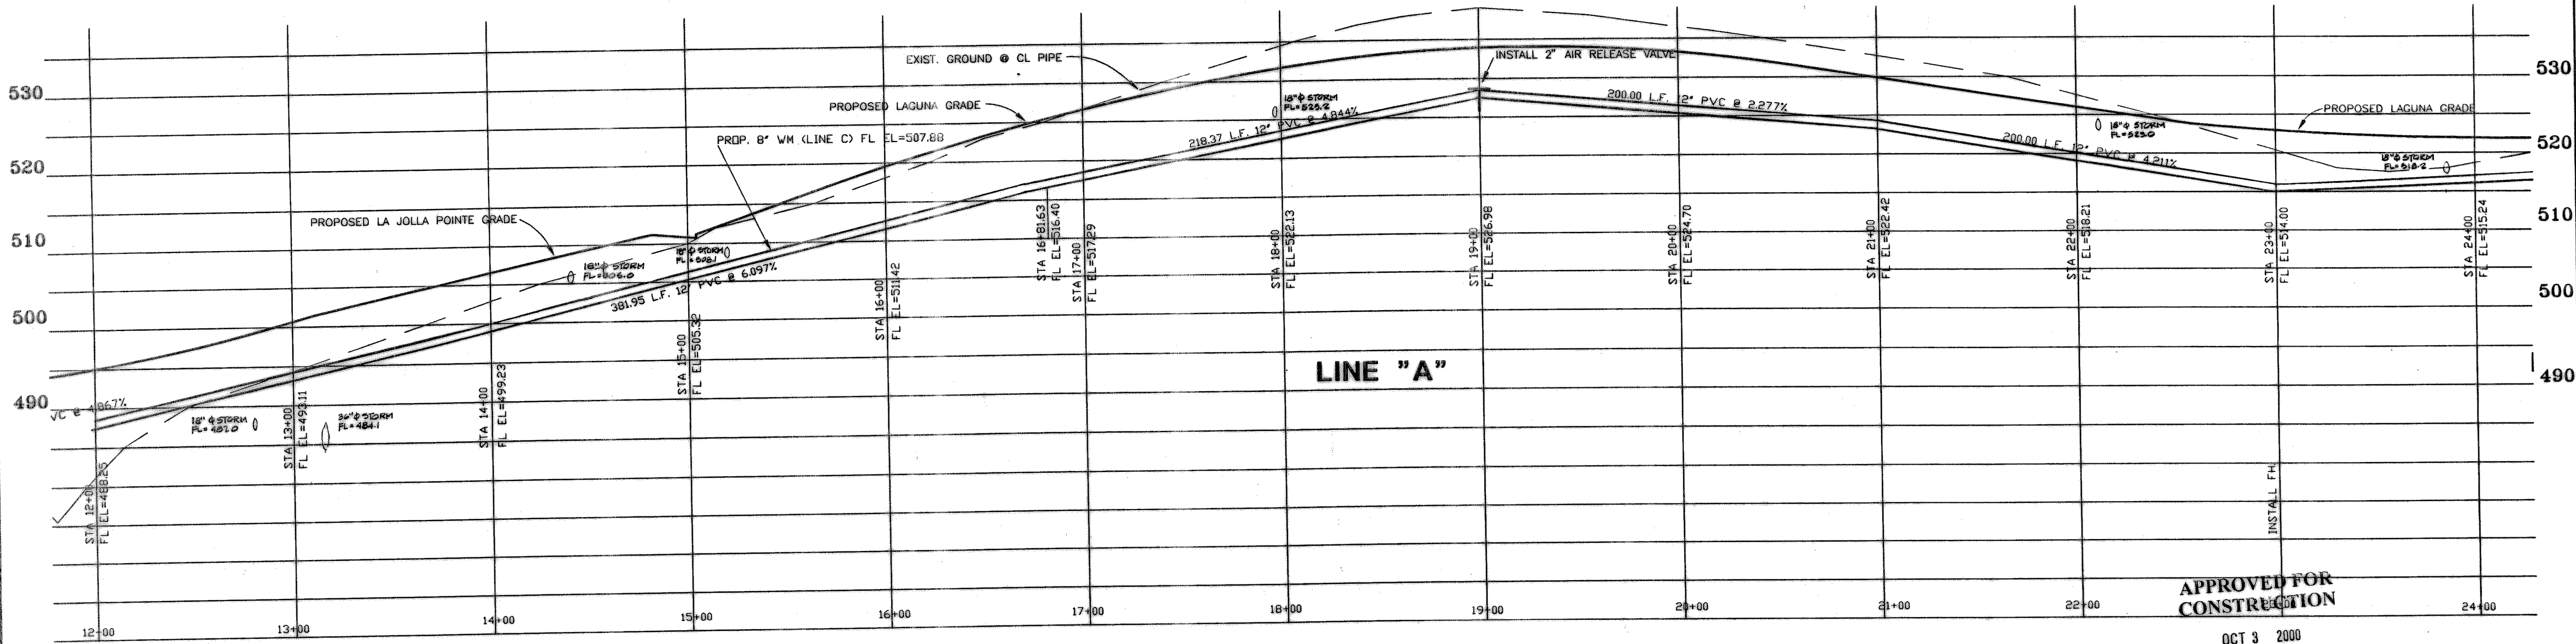 530
520
510
500
490
EXIST. GROUND @ CL PIPE
PROPOSED LAGUNA GRADE
PROP. 8" WM (LINE C) FL EL=507.88
PROPOSED LA JOLLA POINTE GRADE
INSTALL 2" AIR RELEASE VALVE
PROPOSED LAGUNA GRADE
530
520
510
500
490
18"Φ STORM
FL=525.2
218.37 L.F. 12" PVC @ 4.844%
200.00 L.F. 12" PVC @ 2.277%
18"Φ STORM
FL=523.0
200.00 L.F. 12" PVC @ 4.211%
18"Φ STORM
FL=518.2
18"Φ STORM
18"Φ STORM
381.95 L.F. 12" PVC @ 6.097%
VC @ 4.867%
18"Φ STORM
36"Φ STORM
FL=484.1
STA 12+00
FL EL=488.25
STA 13+00
FL EL=493.11
STA 14+00
FL EL=499.23
STA 15+00
FL EL=505.32
STA 16+00
FL EL=511.42
STA 16+81.63
FL EL=516.40
STA 17+00
FL EL=517.29
STA 18+00
FL EL=522.13
STA 19+00
FL EL=526.98
STA 20+00
FL EL=524.70
STA 21+00
FL EL=522.42
STA 22+00
FL EL=518.21
STA 23+00
FL EL=514.00
STA 24+00
FL EL=515.24
INSTALL FH
LINE "A"
12+00
13+00
14+00
15+00
16+00
17+00
18+00
19+00
20+00
21+00
22+00
24+00
APPROVED FOR
CONSTRUCTION
OCT 3 2000